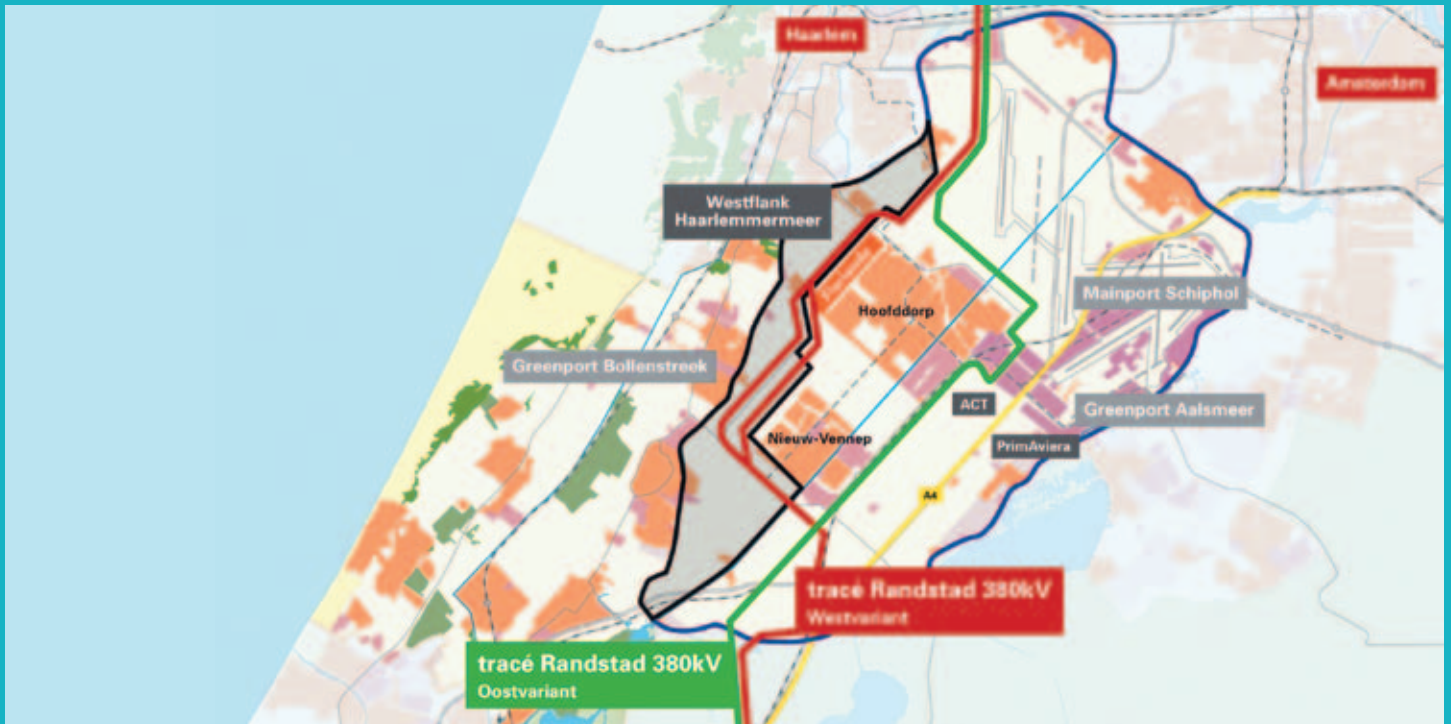 Haarlem
Amsterdam
Westflank
Haarlemmermeer
Mainport Schiphol
Hoofddorp
Greenport Bollenstreek
ACT
Greenport Aalsmeer
Nieuw-Vennep
PrimAviera
A4
tracé Randstad 380kV
Westvariant
tracé Randstad 380kV
Oostvariant